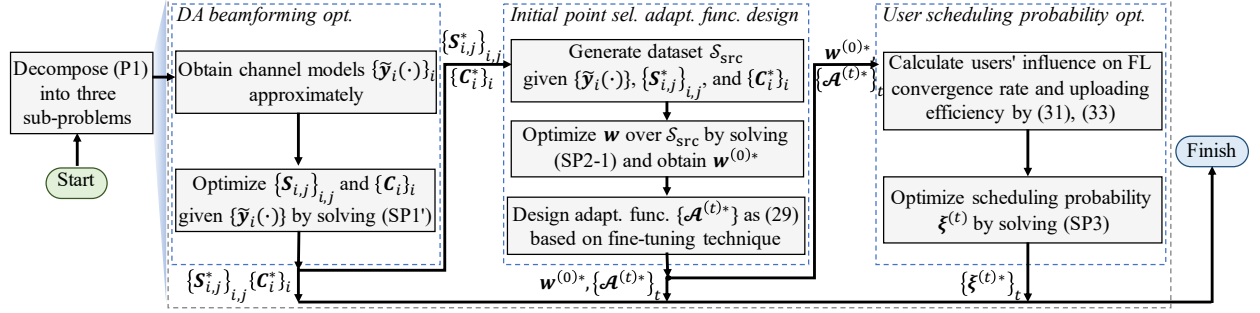 DA beamforming opt.
Initial point sel. adapt. func. design
User scheduling probability opt.
Decompose (P1)
into three
sub-problems
Start
Obtain channel models {ỹ_i(·)}_i
approximately
Optimize {S_{i,j}}_{i,j} and {C_i}_i
given {ỹ_i(·)} by solving (SP1')
{S*_{i,j}}_{i,j}
{C*_i}_i
{S*_{i,j}}_{i,j} {C*_i}_i
Generate dataset 𝒮_src
given {ỹ_i(·)}, {S*_{i,j}}_{i,j}, and {C*_i}_i
Optimize w over 𝒮_src by solving
(SP2-1) and obtain w^{(0)*}
Design adapt. func. {𝒜^{(t)*}} as (29)
based on fine-tuning technique
w^{(0)*}
{𝒜^{(t)*}}_t
w^{(0)*}, {𝒜^{(t)*}}_t
Calculate users' influence on FL
convergence rate and uploading
efficiency by (31), (33)
Optimize scheduling probability
ξ^{(t)} by solving (SP3)
{ξ^{(t)*}}_t
Finish